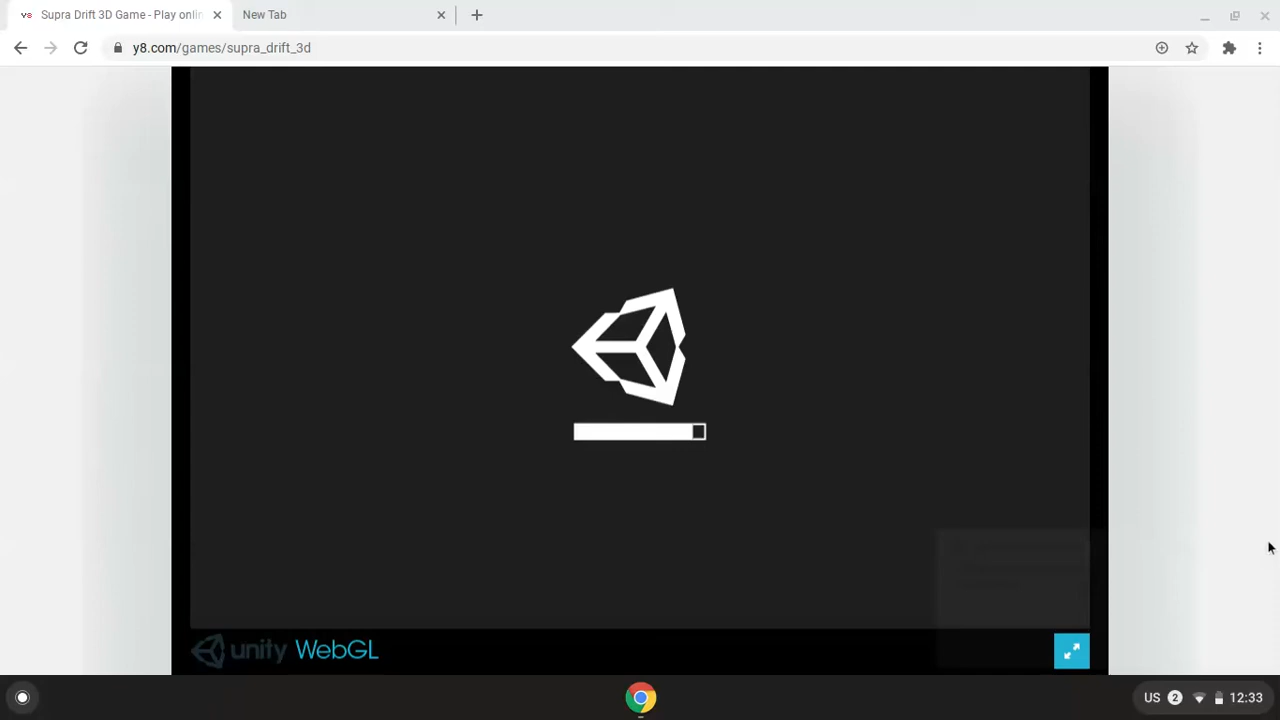 Supra Drift 3D Game - Play onlin
New Tab
y8.com/games/supra_drift_3d
unity WebGL
US 2 12:33